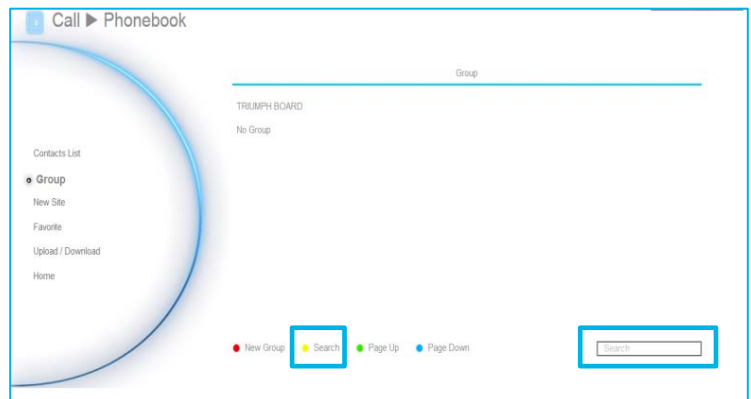 Call ▶ Phonebook
Group
TRIUMPH BOARD
No Group
Contacts List
Group
New Site
Favorite
Upload / Download
Home
New Group Search Page Up Page Down Search